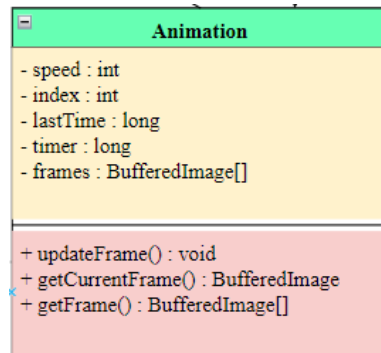 Animation
- speed : int
- index : int
- lastTime : long
- timer : long
- frames : BufferedImage[]
+ updateFrame() : void
+ getCurrentFrame() : BufferedImage
+ getFrame() : BufferedImage[]